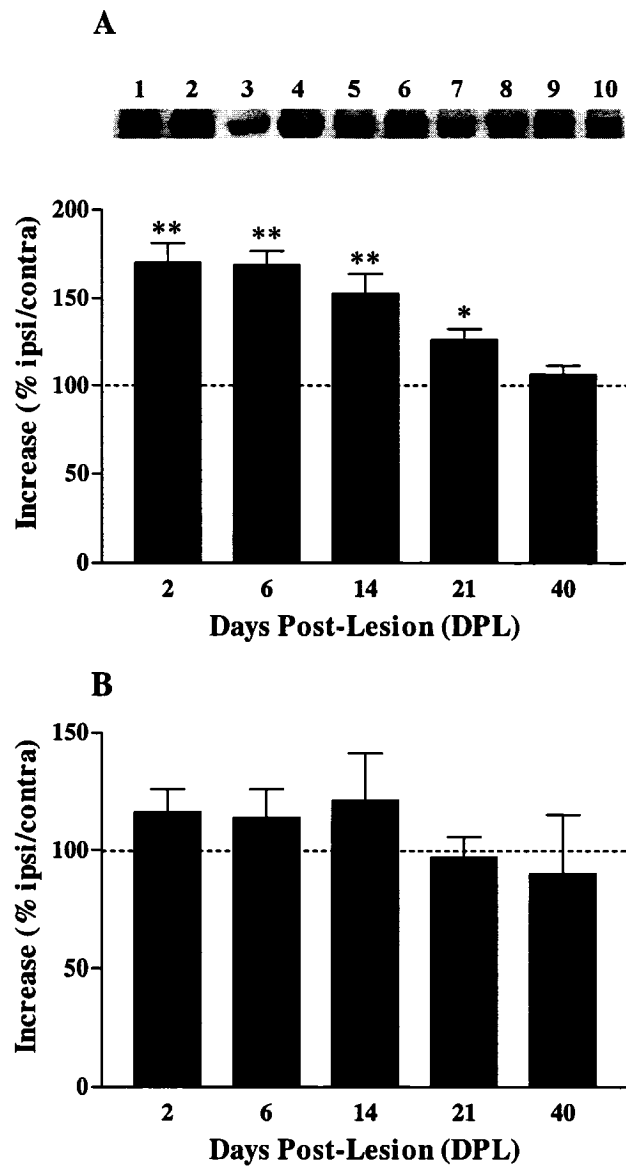 A
1 2 3 4 5 6 7 8 9 10
200
150
100
50
0
Increase (% ipsi/contra)
** ** ** *
2 6 14 21 40
Days Post-Lesion (DPL)
B
150
100
50
0
Increase (% ipsi/contra)
2 6 14 21 40
Days Post-Lesion (DPL)